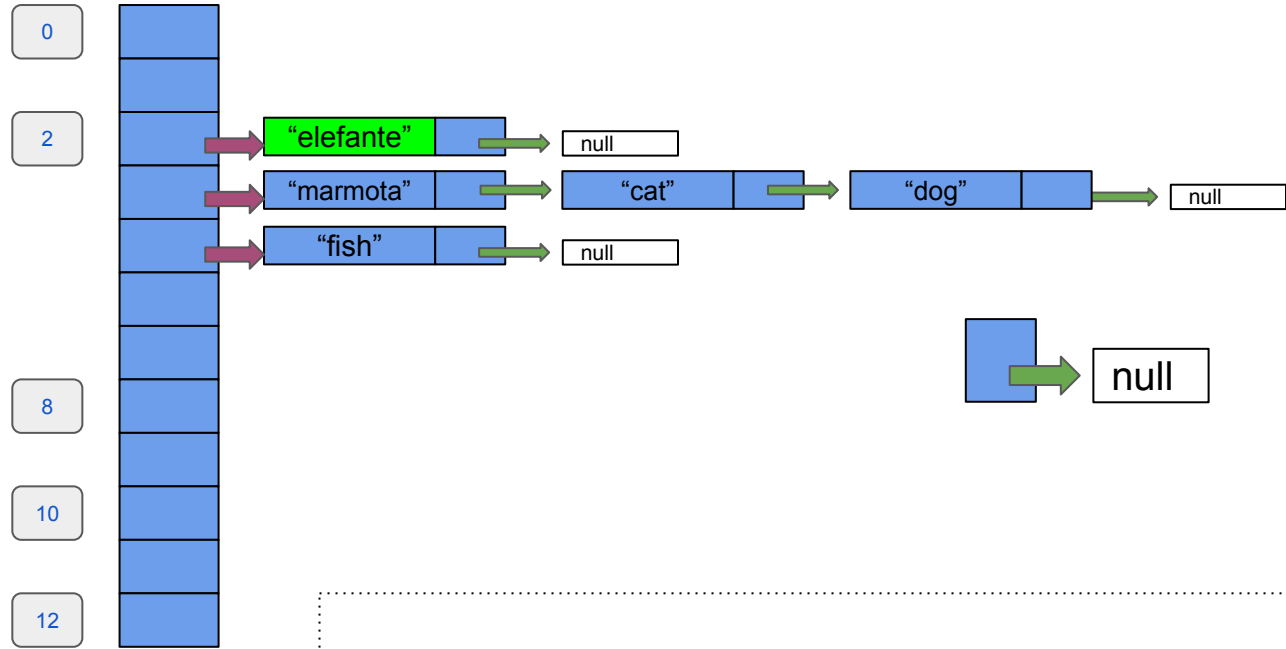 0
2
“elefante”
null
“marmota”
“cat”
“dog”
null
“fish”
null
null
8
10
12